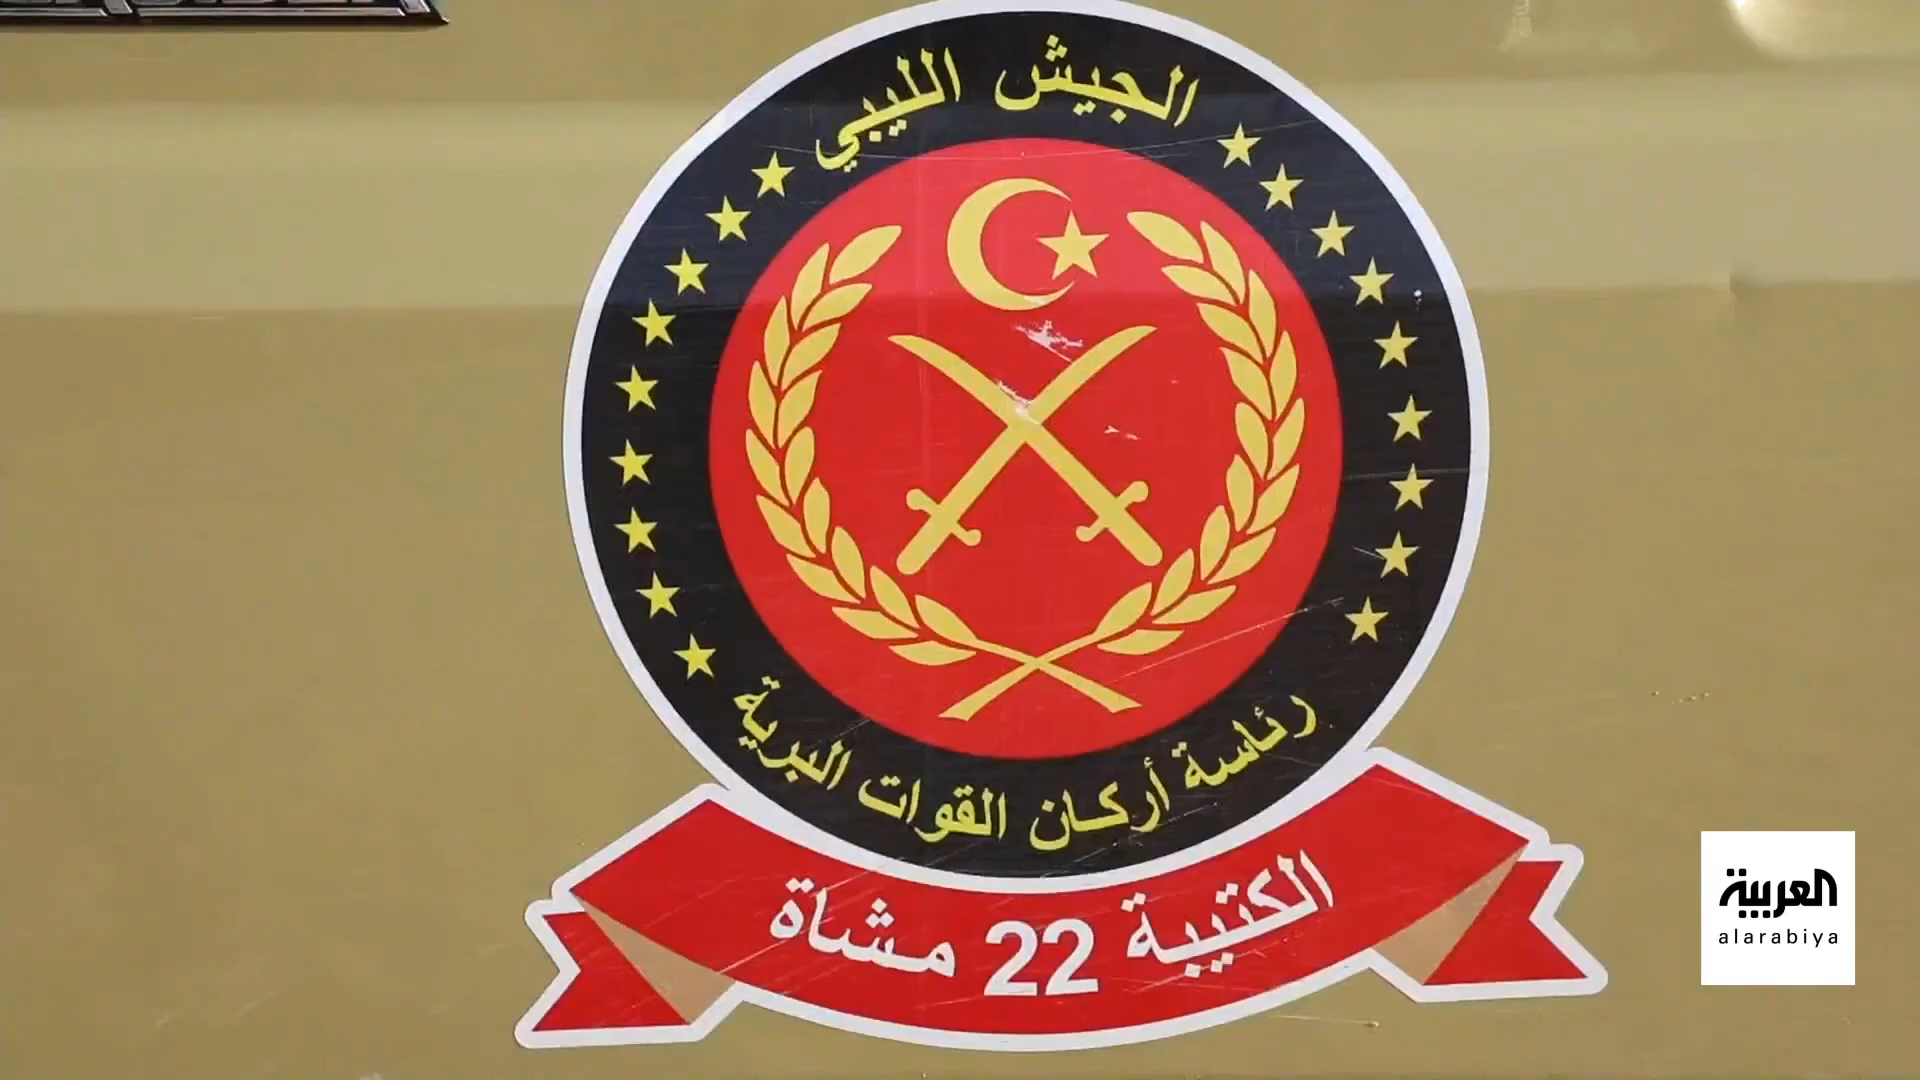 الجيش الليبي
رئاسة أركان القوات البرية
الكتيبة 22 مشاة
العربية
alarabiya